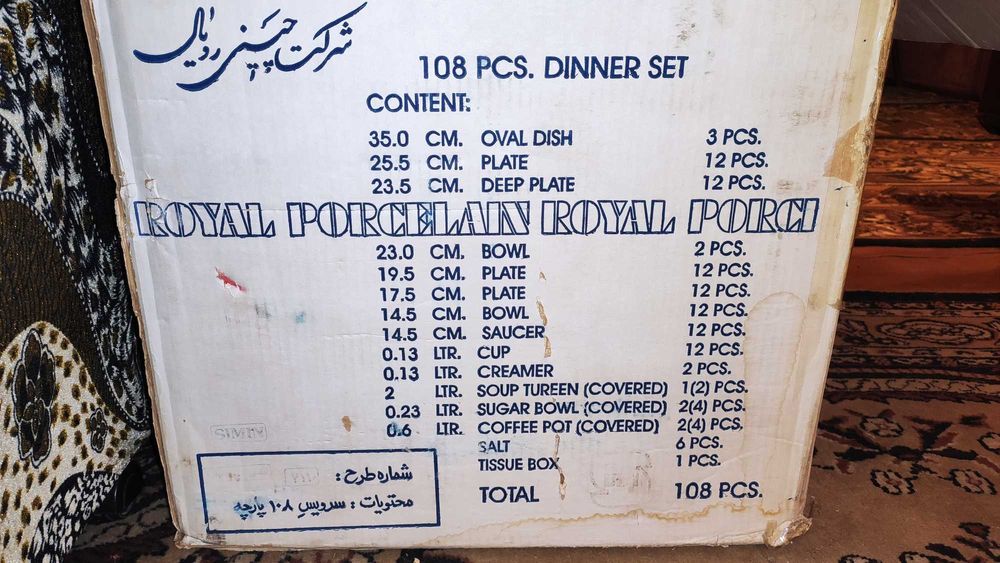 شرکت چینی رویال
108 PCS. DINNER SET
CONTENT:
35.0 CM. OVAL DISH 3 PCS.
25.5 CM. PLATE 12 PCS.
23.5 CM. DEEP PLATE 12 PCS.
ROYAL PORCELAIN ROYAL PORCI
23.0 CM. BOWL 2 PCS.
19.5 CM. PLATE 12 PCS.
17.5 CM. PLATE 12 PCS.
14.5 CM. BOWL 12 PCS.
14.5 CM. SAUCER 12 PCS.
0.13 LTR. CUP 12 PCS.
0.13 LTR. CREAMER 2 PCS.
2 LTR. SOUP TUREEN (COVERED) 1(2) PCS.
0.23 LTR. SUGAR BOWL (COVERED) 2(4) PCS.
0.6 LTR. COFFEE POT (COVERED) 2(4) PCS.
SALT 6 PCS.
TISSUE BOX 1 PCS.
TOTAL 108 PCS.
SIMIN
شماره طرح :
محتویات : سرویس ۱۰۸ پارچه